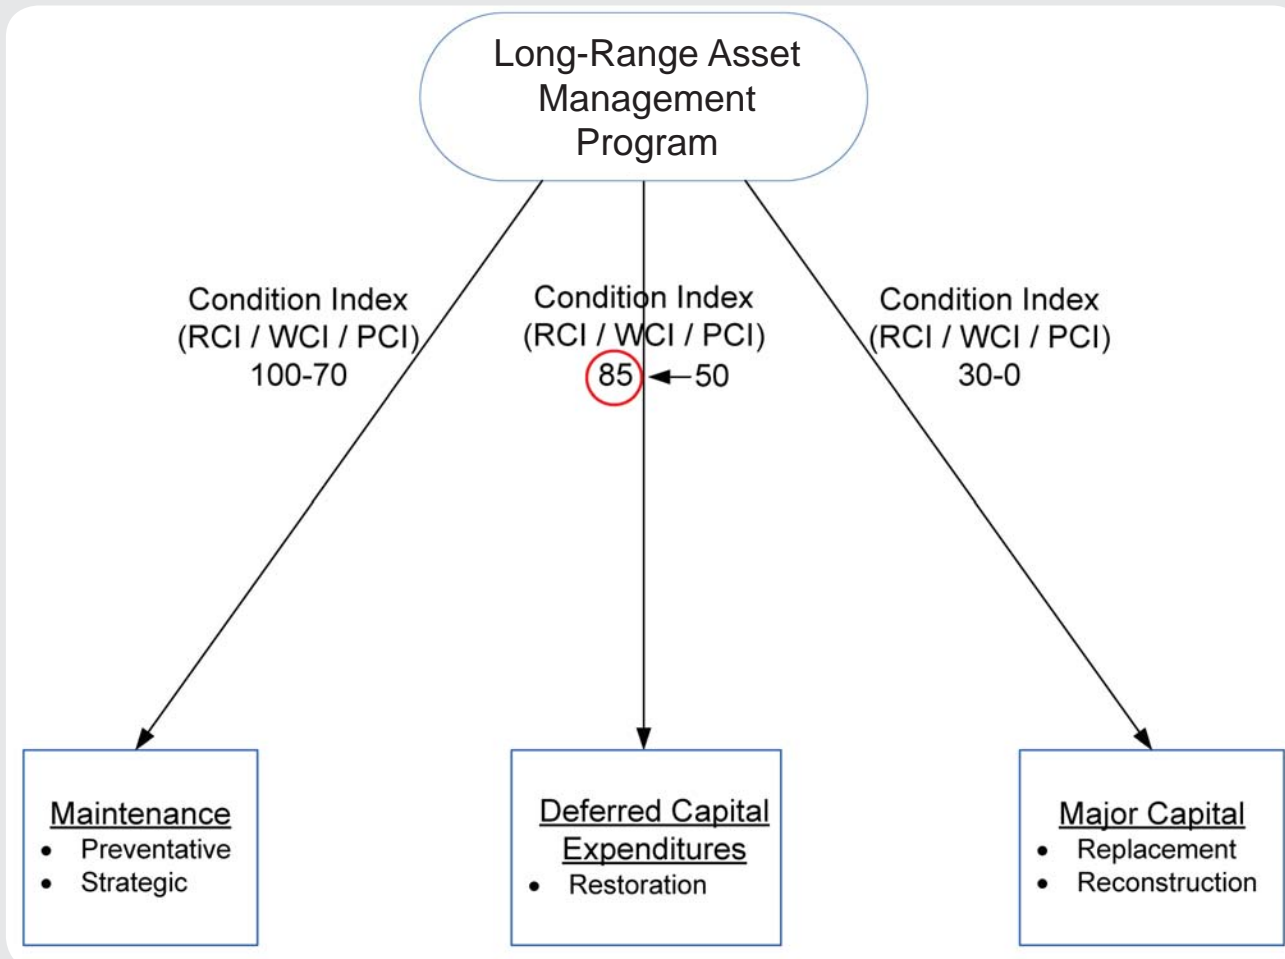 Long-Range Asset
Management
Program
Condition Index
(RCI / WCI / PCI)
100-70
Condition Index
(RCI / WCI / PCI)
85 50
Condition Index
(RCI / WCI / PCI)
30-0
Maintenance
• Preventative
• Strategic
Deferred Capital
Expenditures
• Restoration
Major Capital
• Replacement
• Reconstruction